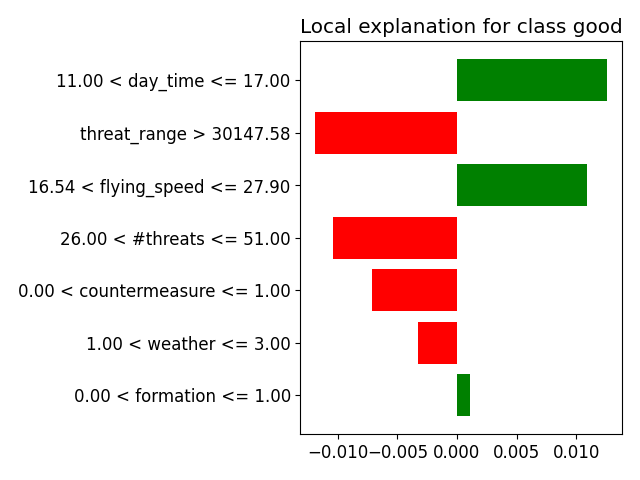 Local explanation for class good
11.00 < day_time <= 17.00
threat_range > 30147.58
16.54 < flying_speed <= 27.90
26.00 < #threats <= 51.00
0.00 < countermeasure <= 1.00
1.00 < weather <= 3.00
0.00 < formation <= 1.00
−0.010 −0.005 0.000 0.005 0.010